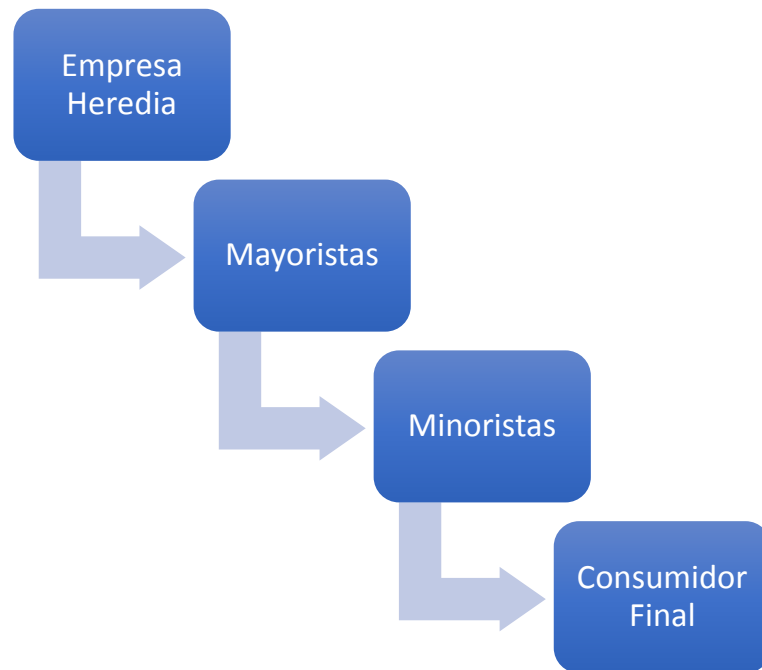 Empresa
Heredia
Mayoristas
Minoristas
Consumidor
Final